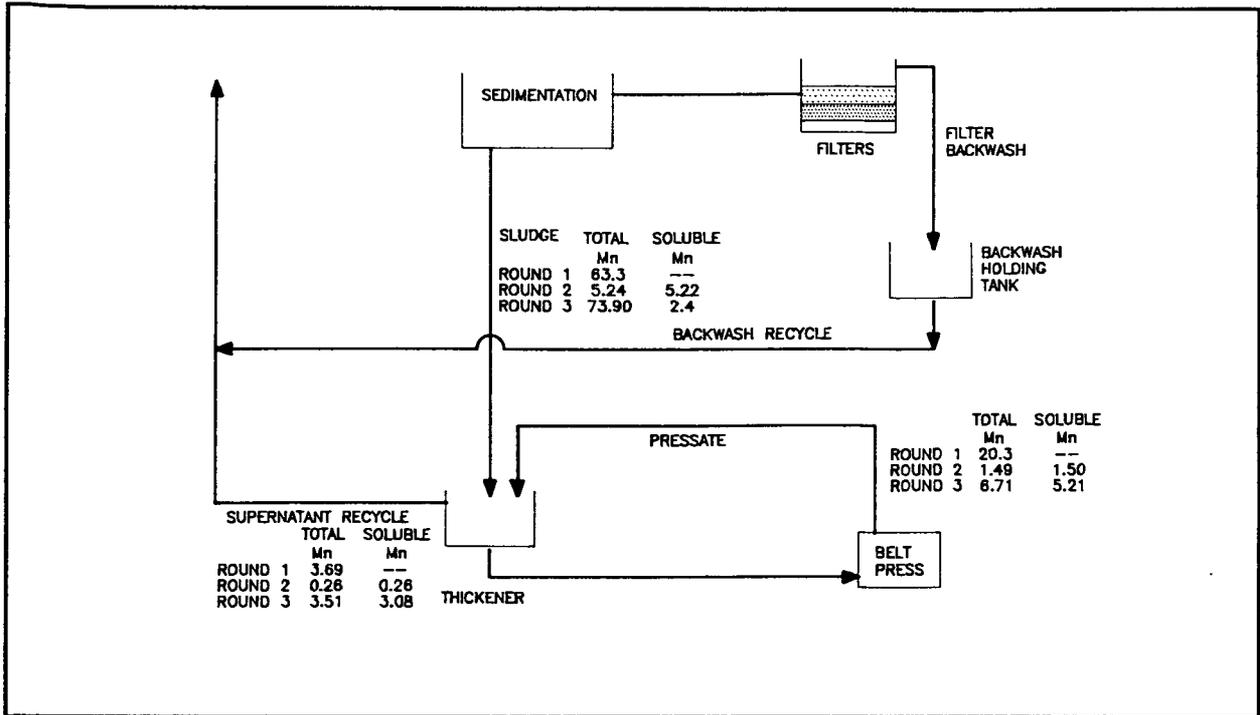 SEDIMENTATION
FILTERS
FILTER
BACKWASH
BACKWASH
HOLDING
TANK
SLUDGE TOTAL SOLUBLE
Mn Mn
ROUND 1 63.3 --
ROUND 2 5.24 5.22
ROUND 3 73.90 2.4
BACKWASH RECYCLE
PRESSATE
TOTAL SOLUBLE
Mn Mn
ROUND 1 20.3 --
ROUND 2 1.49 1.50
ROUND 3 6.71 5.21
SUPERNATANT RECYCLE
TOTAL SOLUBLE
Mn Mn
ROUND 1 3.69 --
ROUND 2 0.26 0.26
ROUND 3 3.51 3.08
THICKENER
BELT
PRESS